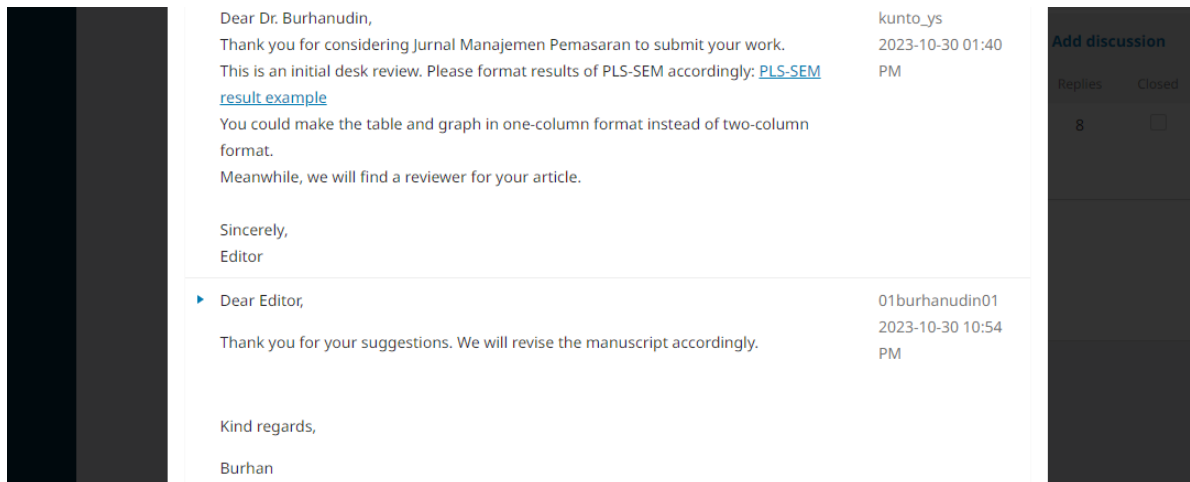 Dear Dr. Burhanudin,
Thank you for considering Jurnal Manajemen Pemasaran to submit your work.
This is an initial desk review. Please format results of PLS-SEM accordingly: PLS-SEM
result example
You could make the table and graph in one-column format instead of two-column
format.
Meanwhile, we will find a reviewer for your article.
Sincerely,
Editor
kunto_ys
2023-10-30 01:40
PM
Dear Editor,
Thank you for your suggestions. We will revise the manuscript accordingly.
Kind regards,
Burhan
01burhanudin01
2023-10-30 10:54
PM
Add discussion
Replies Closed
8